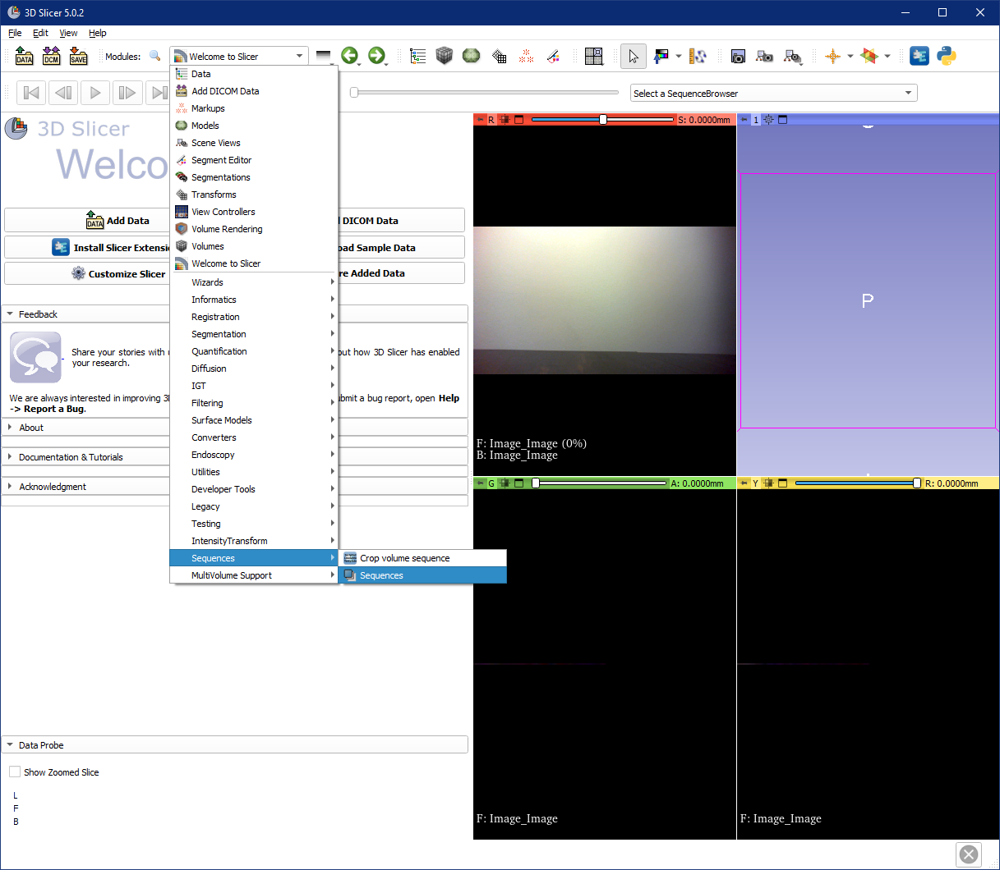 3D Slicer 5.0.2
File Edit View Help
DATA DCM SAVE Modules: Welcome to Slicer
Select a SequenceBrowser
Data
Add DICOM Data
Markups
Models
Scene Views
Segment Editor
Segmentations
Transforms
View Controllers
Volume Rendering
Volumes
Welcome to Slicer
Wizards
Informatics
Registration
Segmentation
Quantification
Diffusion
IGT
Filtering
Surface Models
Converters
Endoscopy
Utilities
Developer Tools
Legacy
Testing
IntensityTransform
Sequences
MultiVolume Support
Crop volume sequence
Sequences
3D Slicer
Welco
DATA Add Data
DICOM Data
Install Slicer Extensi
oad Sample Data
Customize Slicer
re Added Data
Feedback
Share your stories with
out how 3D Slicer has enabled
your research.
We are always interested in improving 3
ubmit a bug report, open Help
-> Report a Bug.
About
Documentation & Tutorials
Acknowledgment
Data Probe
Show Zoomed Slice
L
F
B
R S: 0.0000mm
F: Image_Image (0%)
B: Image_Image
1
P
G A: 0.0000mm
F: Image_Image
Y R: 0.0000mm
F: Image_Image